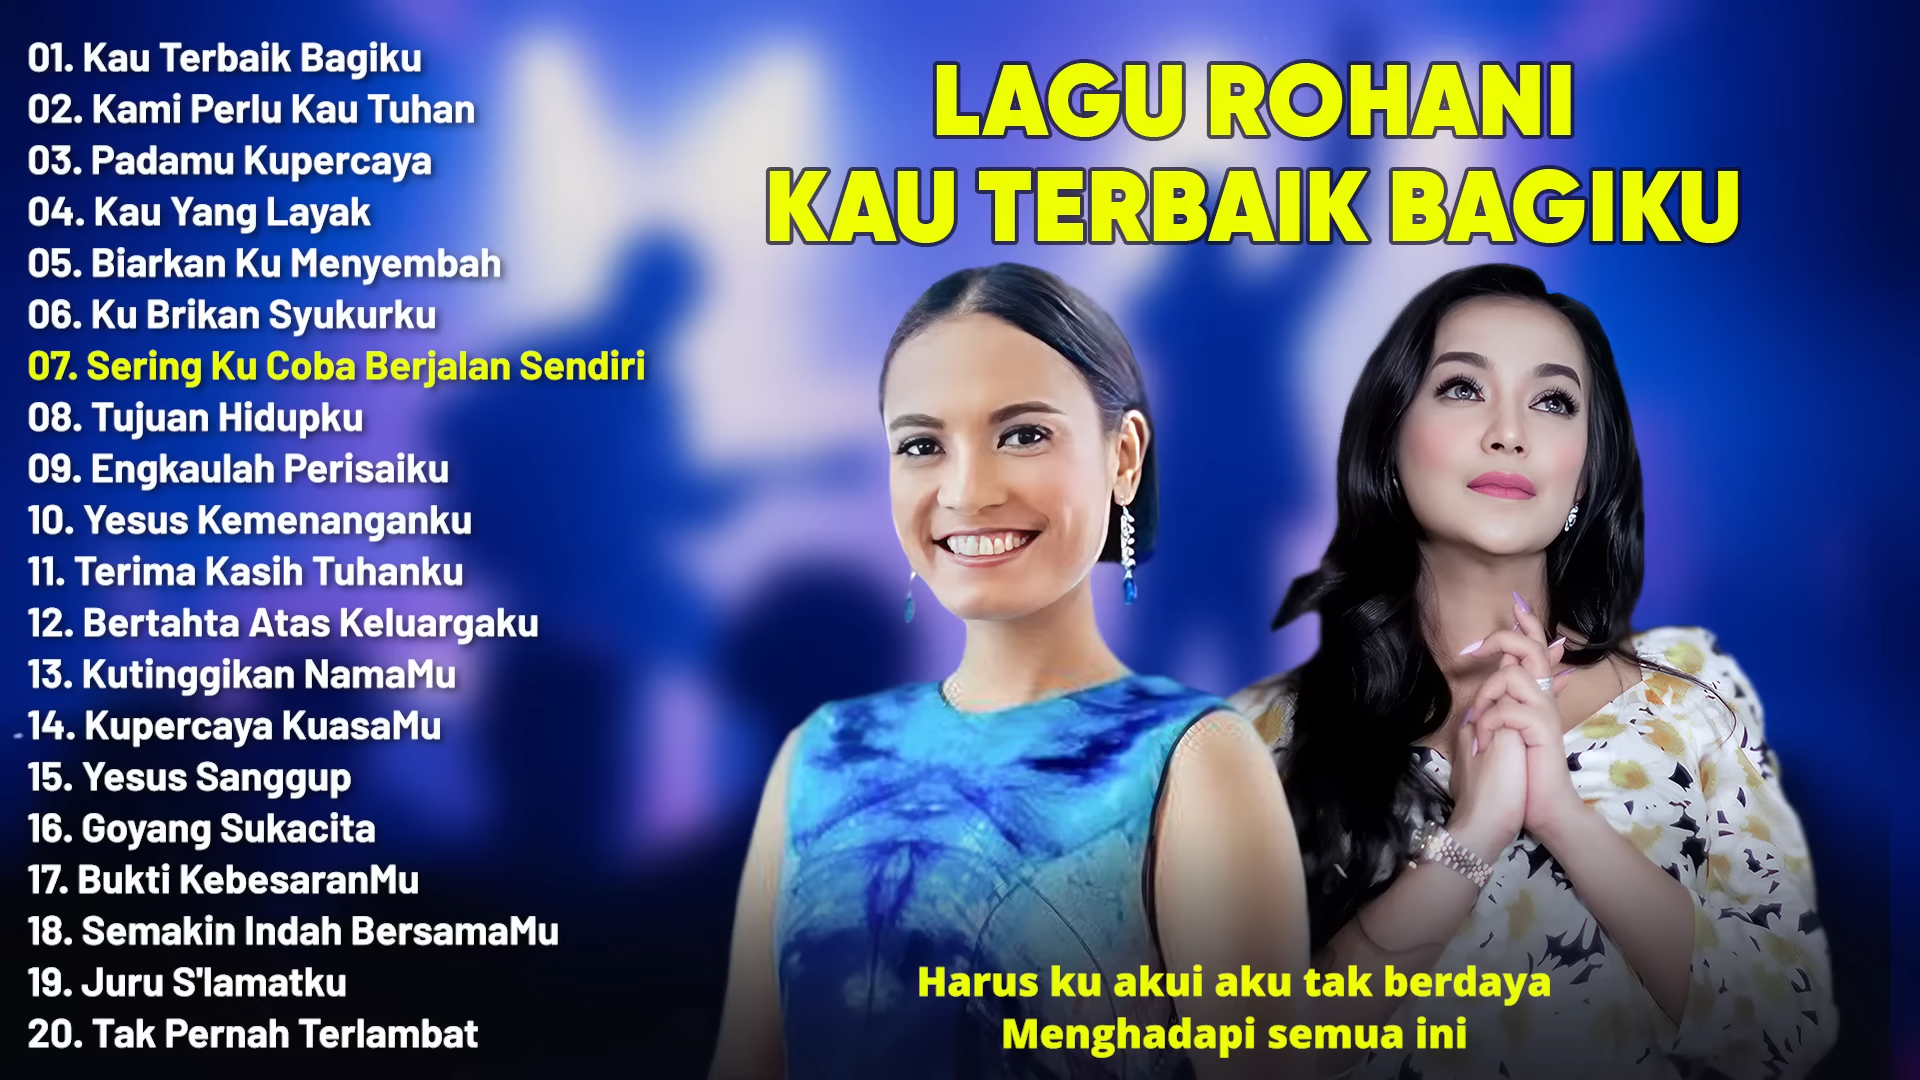 01. Kau Terbaik Bagiku
02. Kami Perlu Kau Tuhan
03. Padamu Kupercaya
04. Kau Yang Layak
05. Biarkan Ku Menyembah
06. Ku Brikan Syukurku
07. Sering Ku Coba Berjalan Sendiri
08. Tujuan Hidupku
09. Engkaulah Perisaiku
10. Yesus Kemenanganku
11. Terima Kasih Tuhanku
12. Bertahta Atas Keluargaku
13. Kutinggikan NamaMu
14. Kupercaya KuasaMu
15. Yesus Sanggup
16. Goyang Sukacita
17. Bukti KebesaranMu
18. Semakin Indah BersamaMu
19. Juru S'lamatku
20. Tak Pernah Terlambat
LAGU ROHANI
KAU TERBAIK BAGIKU
Harus ku akui aku tak berdaya
Menghadapi semua ini